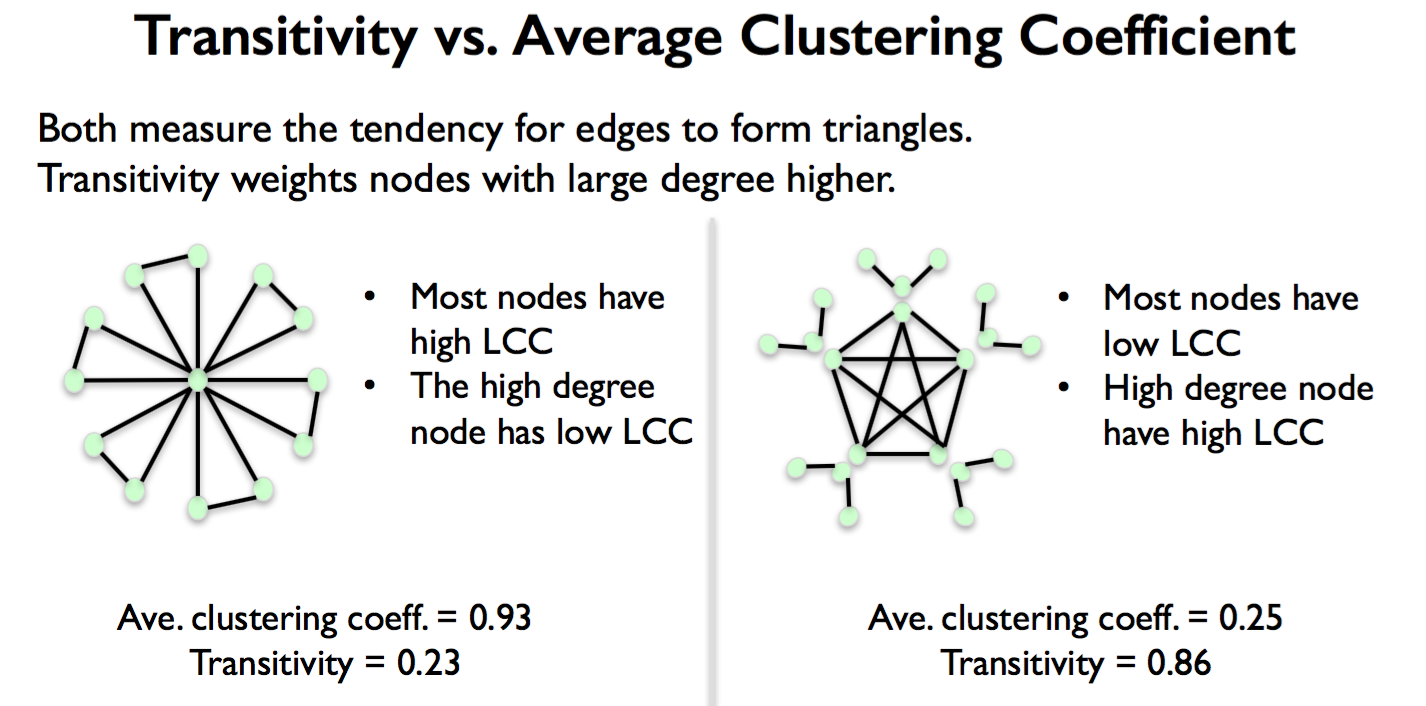 Transitivity vs. Average Clustering Coefficient
Both measure the tendency for edges to form triangles.
Transitivity weights nodes with large degree higher.
• Most nodes have
high LCC
• The high degree
node has low LCC
Ave. clustering coeff. = 0.93
Transitivity = 0.23
• Most nodes have
low LCC
• High degree node
have high LCC
Ave. clustering coeff. = 0.25
Transitivity = 0.86